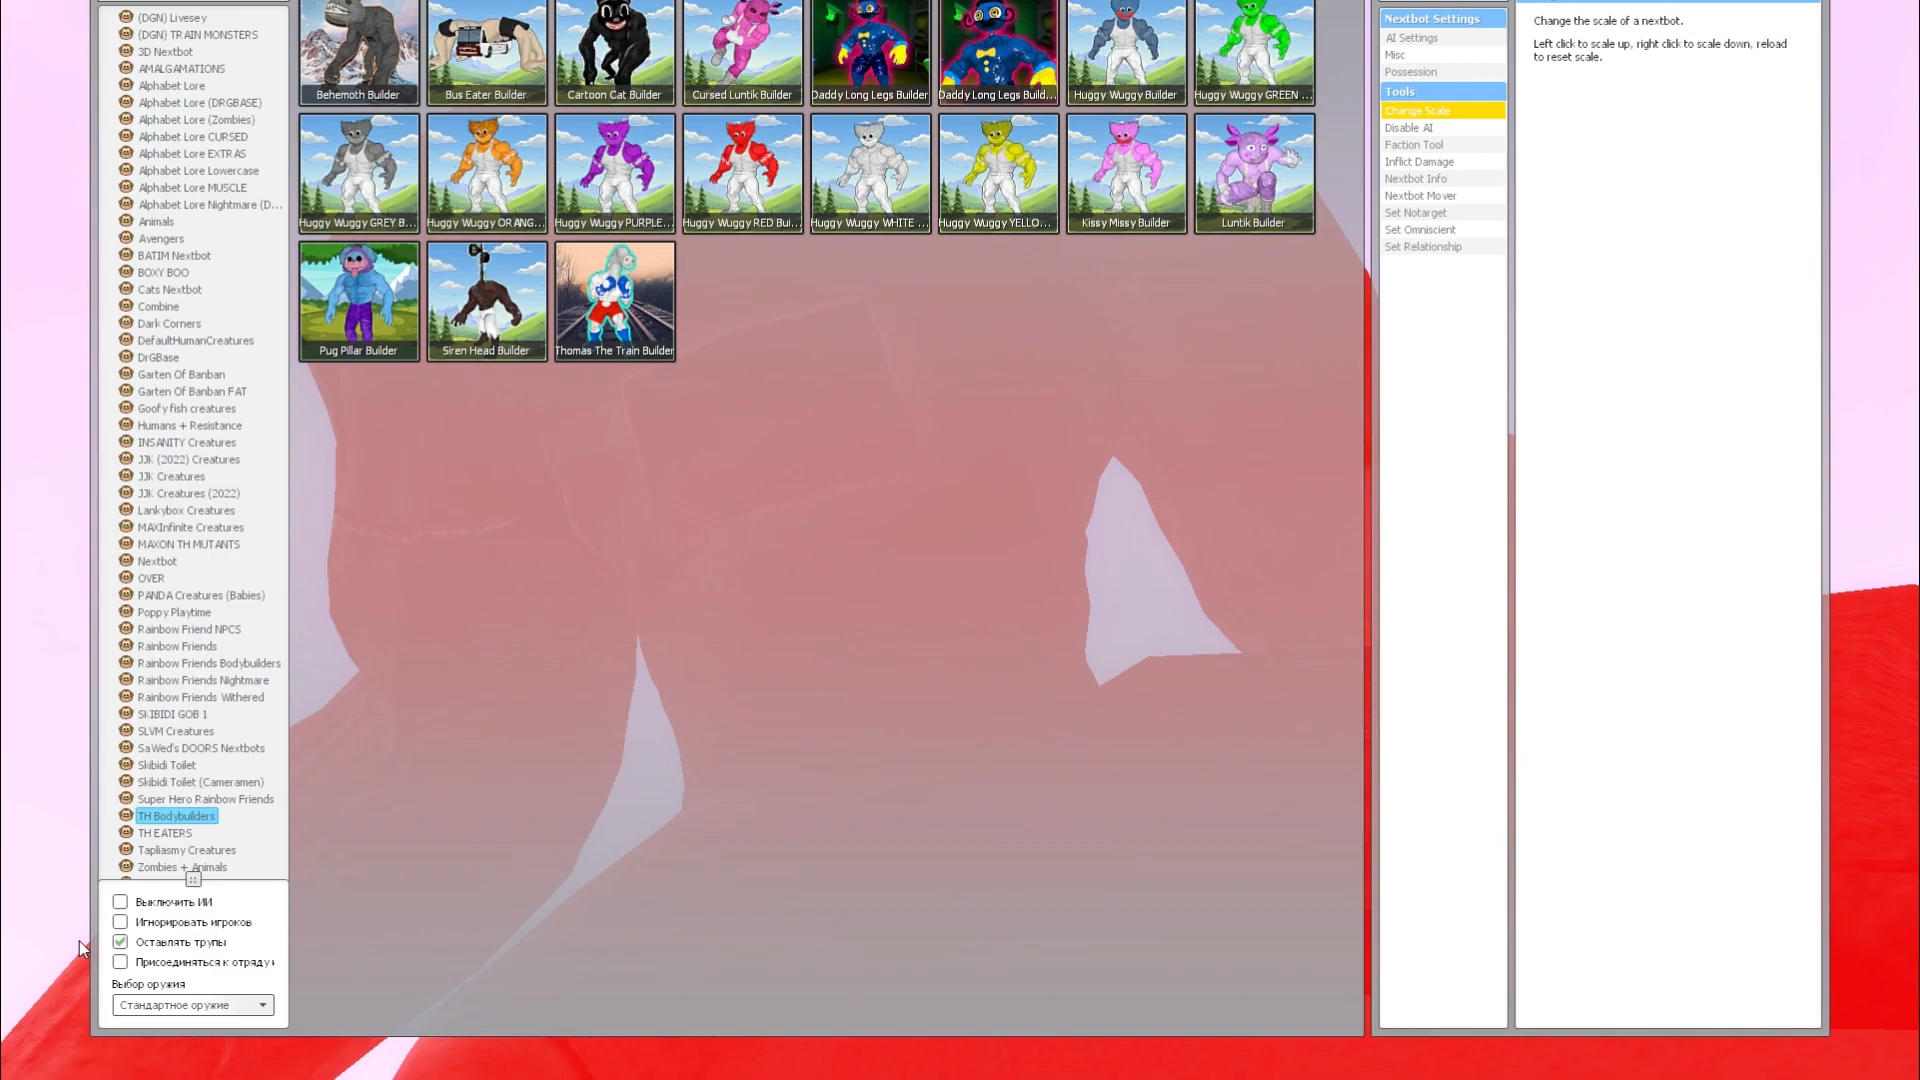 (DGN) Livesey
(DGN) TRAIN MONSTERS
3D Nextbot
AMALGAMATIONS
Alphabet Lore
Alphabet Lore (DRGBASE)
Alphabet Lore (Zombies)
Alphabet Lore CURSED
Alphabet Lore EXTRAS
Alphabet Lore Lowercase
Alphabet Lore MUSCLE
Alphabet Lore Nightmare (D...
Animals
Avengers
BATIM Nextbot
BOXY BOO
Cats Nextbot
Combine
Dark Corners
DefaultHumanCreatures
DrGBase
Garten Of Banban
Garten Of Banban FAT
Goofy fish creatures
Humans + Resistance
INSANITY Creatures
JJK (2022) Creatures
JJK Creatures
JJK Creatures (2022)
Lankybox Creatures
MAXInfinite Creatures
MAXON TH MUTANTS
Nextbot
OVER
PANDA Creatures (Babies)
Poppy Playtime
Rainbow Friend NPCS
Rainbow Friends
Rainbow Friends Bodybuilders
Rainbow Friends Nightmare
Rainbow Friends Withered
SKIBIDI GOB 1
SLVM Creatures
SaWed's DOORS Nextbots
Skibidi Toilet
Skibidi Toilet (Cameramen)
Super Hero Rainbow Friends
TH Bodybuilders
TH EATERS
Tapliasmy Creatures
Zombies + Animals
Выключить ИИ
Игнорировать игроков
Оставлять трупы
Присоединяться к отряду
Выбор оружия
Стандартное оружие
Behemoth Builder
Bus Eater Builder
Cartoon Cat Builder
Cursed Luntik Builder
Daddy Long Legs Builder
Daddy Long Legs Build...
Huggy Wuggy Builder
Huggy Wuggy GREEN ...
Huggy Wuggy GREY B...
Huggy Wuggy ORANG...
Huggy Wuggy PURPLE...
Huggy Wuggy RED Bui...
Huggy Wuggy WHITE ...
Huggy Wuggy YELLO...
Kissy Missy Builder
Luntik Builder
Pug Pillar Builder
Siren Head Builder
Thomas The Train Builder
Nextbot Settings
AI Settings
Misc
Possession
Tools
Change Scale
Disable AI
Faction Tool
Inflict Damage
Nextbot Info
Nextbot Mover
Set Notarget
Set Omniscient
Set Relationship
Change the scale of a nextbot.
Left click to scale up, right click to scale down, reload
to reset scale.